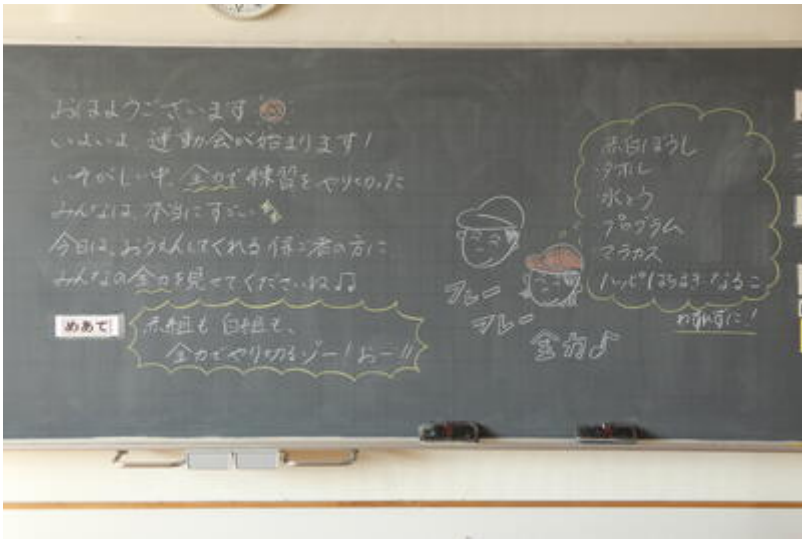 おはようございます
いよいよ 運動会が始まります!
いそがしい中、全力で練習をやりきった
みんなは、本当にすごい
今日は、おうえんしてくれる保ご者の方に
みんなの全力を見せてくださいね♫
めあて
赤組も 白組も、
全力でやり切るゾー!おー!!
フレー
フレー
全力♪
赤白ぼうし
タオル
水とう
プログラム
マラカス
ハッピ はちまき なるこ
わすれずに!